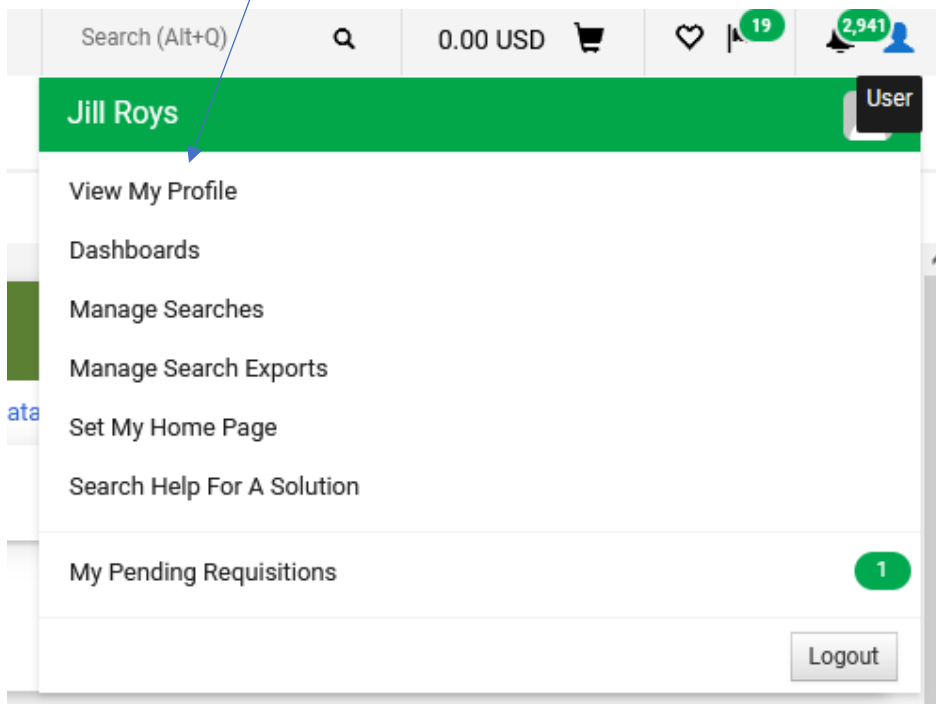 Search (Alt+Q) 0.00 USD 19 2,941
Jill Roys User
View My Profile
Dashboards
Manage Searches
Manage Search Exports
ata
Set My Home Page
Search Help For A Solution
My Pending Requisitions 1
Logout